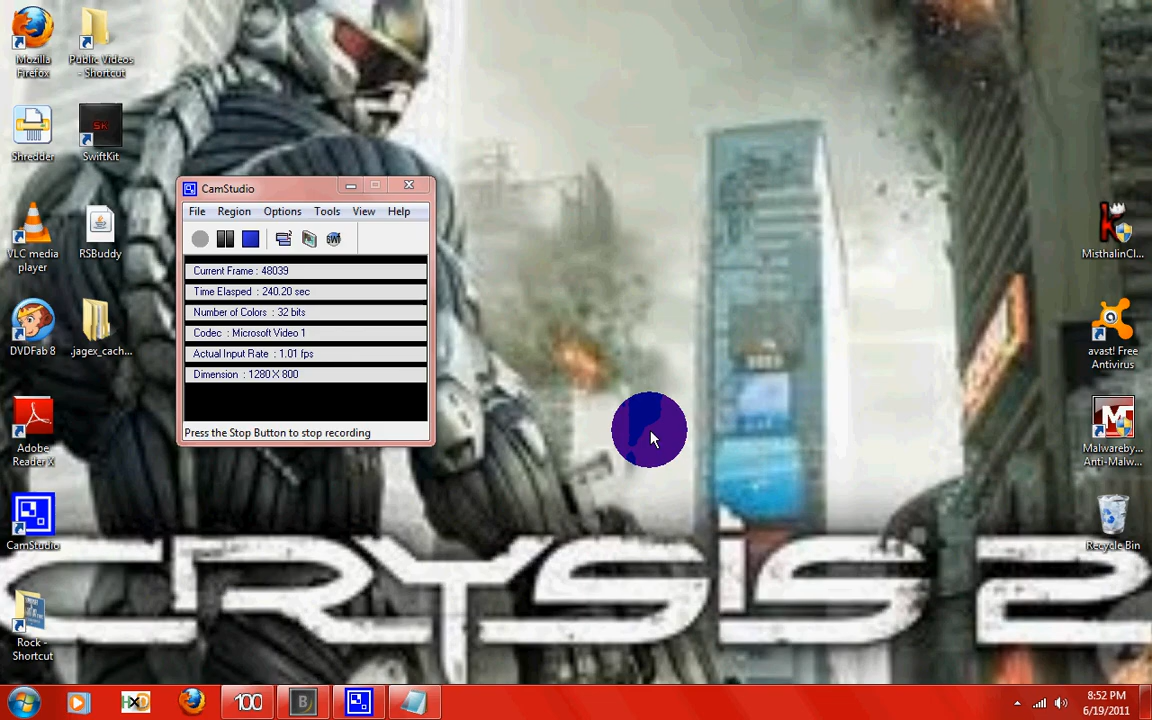 Mozilla
Firefox
Public Videos
- Shortcut
Shredder
SK
SwiftKit
VLC media
player
RSBuddy
DVDFab 8
.jagex_cach...
Adobe
Reader X
CamStudio
Rock -
Shortcut
CamStudio
File Region Options Tools View Help
Current Frame : 48039
Time Elasped : 240.20 sec
Number of Colors : 32 bits
Codec : Microsoft Video 1
Actual Input Rate : 1.01 fps
Dimension : 1280 X 800
Press the Stop Button to stop recording
MisthalinCl...
avast! Free
Antivirus
Malwareby...
Anti-Malw...
Recycle Bin
CRYSIS 2
HXD
100
B
8:52 PM
6/19/2011